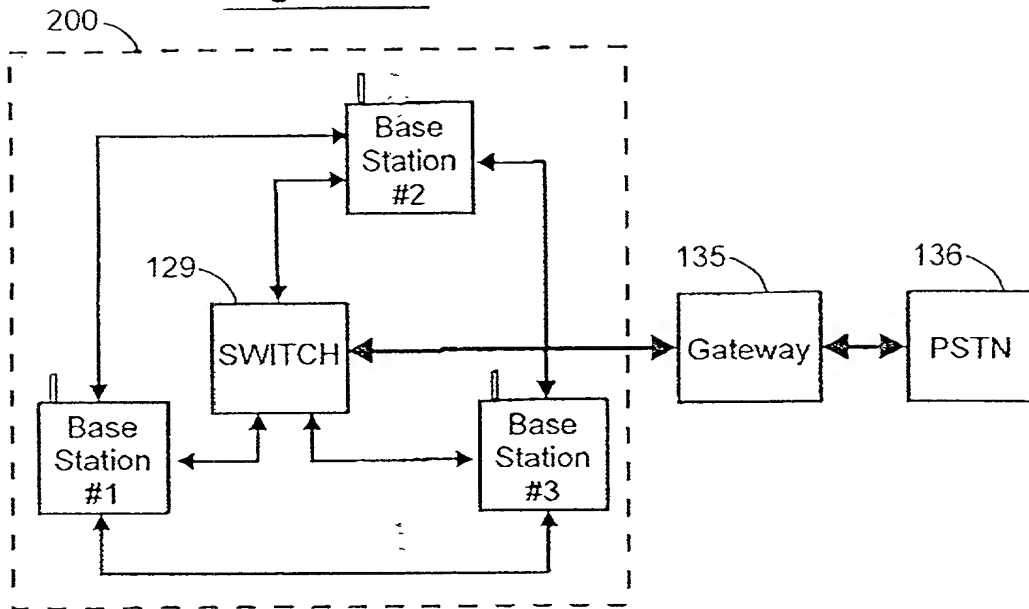 200
Base
Station
#2
129
SWITCH
135
Gateway
136
PSTN
Base
Station
#1
Base
Station
#3